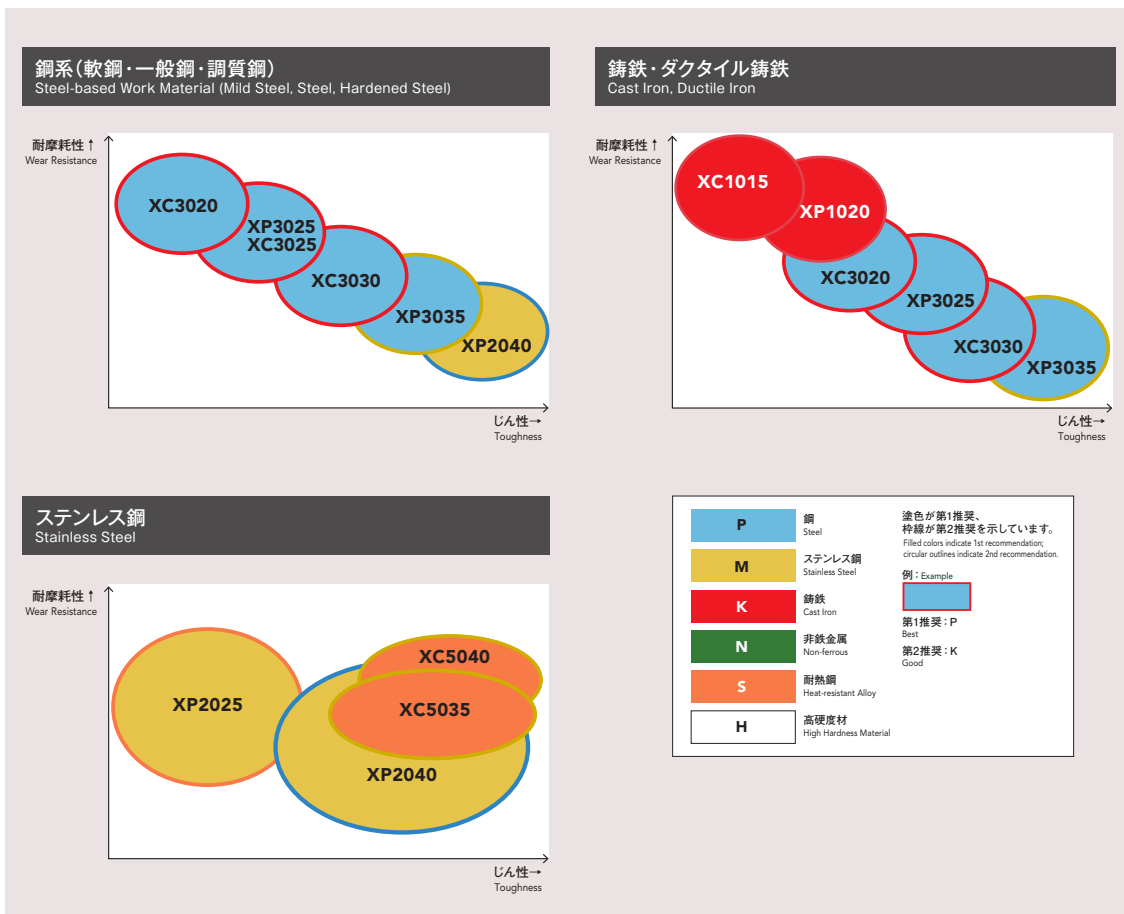 鋼系(軟鋼・一般鋼・調質鋼)
Steel-based Work Material (Mild Steel, Steel, Hardened Steel)
耐摩耗性↑
Wear Resistance
XC3020
XP3025
XC3025
XC3030
XP3035
XP2040
じん性→
Toughness
鋳鉄・ダクタイル鋳鉄
Cast Iron, Ductile Iron
耐摩耗性↑
Wear Resistance
XC1015
XP1020
XC3020
XP3025
XC3030
XP3035
じん性→
Toughness
ステンレス鋼
Stainless Steel
耐摩耗性↑
Wear Resistance
XP2025
XC5040
XC5035
XP2040
じん性→
Toughness
P
鋼
Steel
M
ステンレス鋼
Stainless Steel
K
鋳鉄
Cast Iron
N
非鉄金属
Non-ferrous
S
耐熱鋼
Heat-resistant Alloy
H
高硬度材
High Hardness Material
塗色が第1推奨、
枠線が第2推奨を示しています。
Filled colors indicate 1st recommendation;
circular outlines indicate 2nd recommendation.
例:Example
第1推奨:P
Best
第2推奨:K
Good